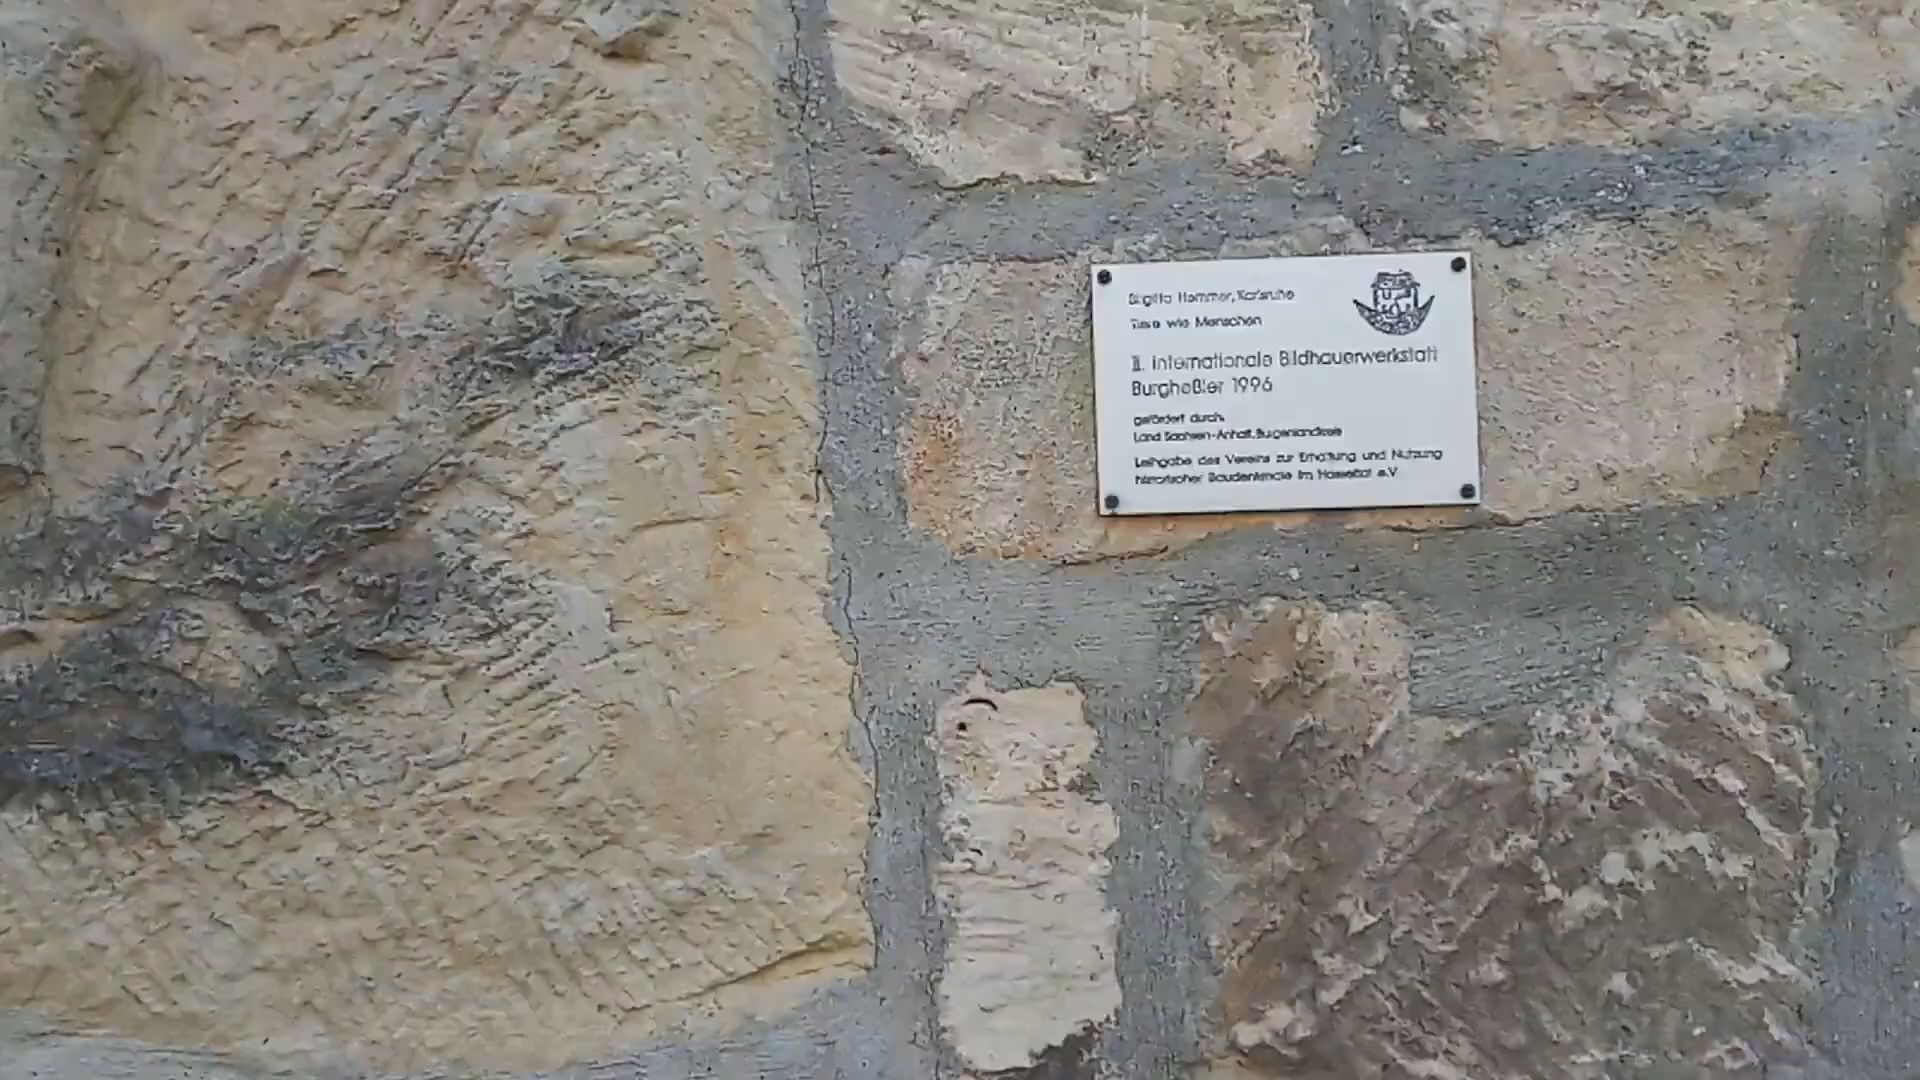 Birgitta Hammer, Karlsruhe
Tiere wie Menschen
II. Internationale Bildhauerwerkstatt
Burgheßler 1996
gefördert durch:
Land Sachsen-Anhalt, Burgenlandkreis
Leihgabe des Vereins zur Erhaltung und Nutzung
historischer Baudenkmale im Hasseltal e.V.